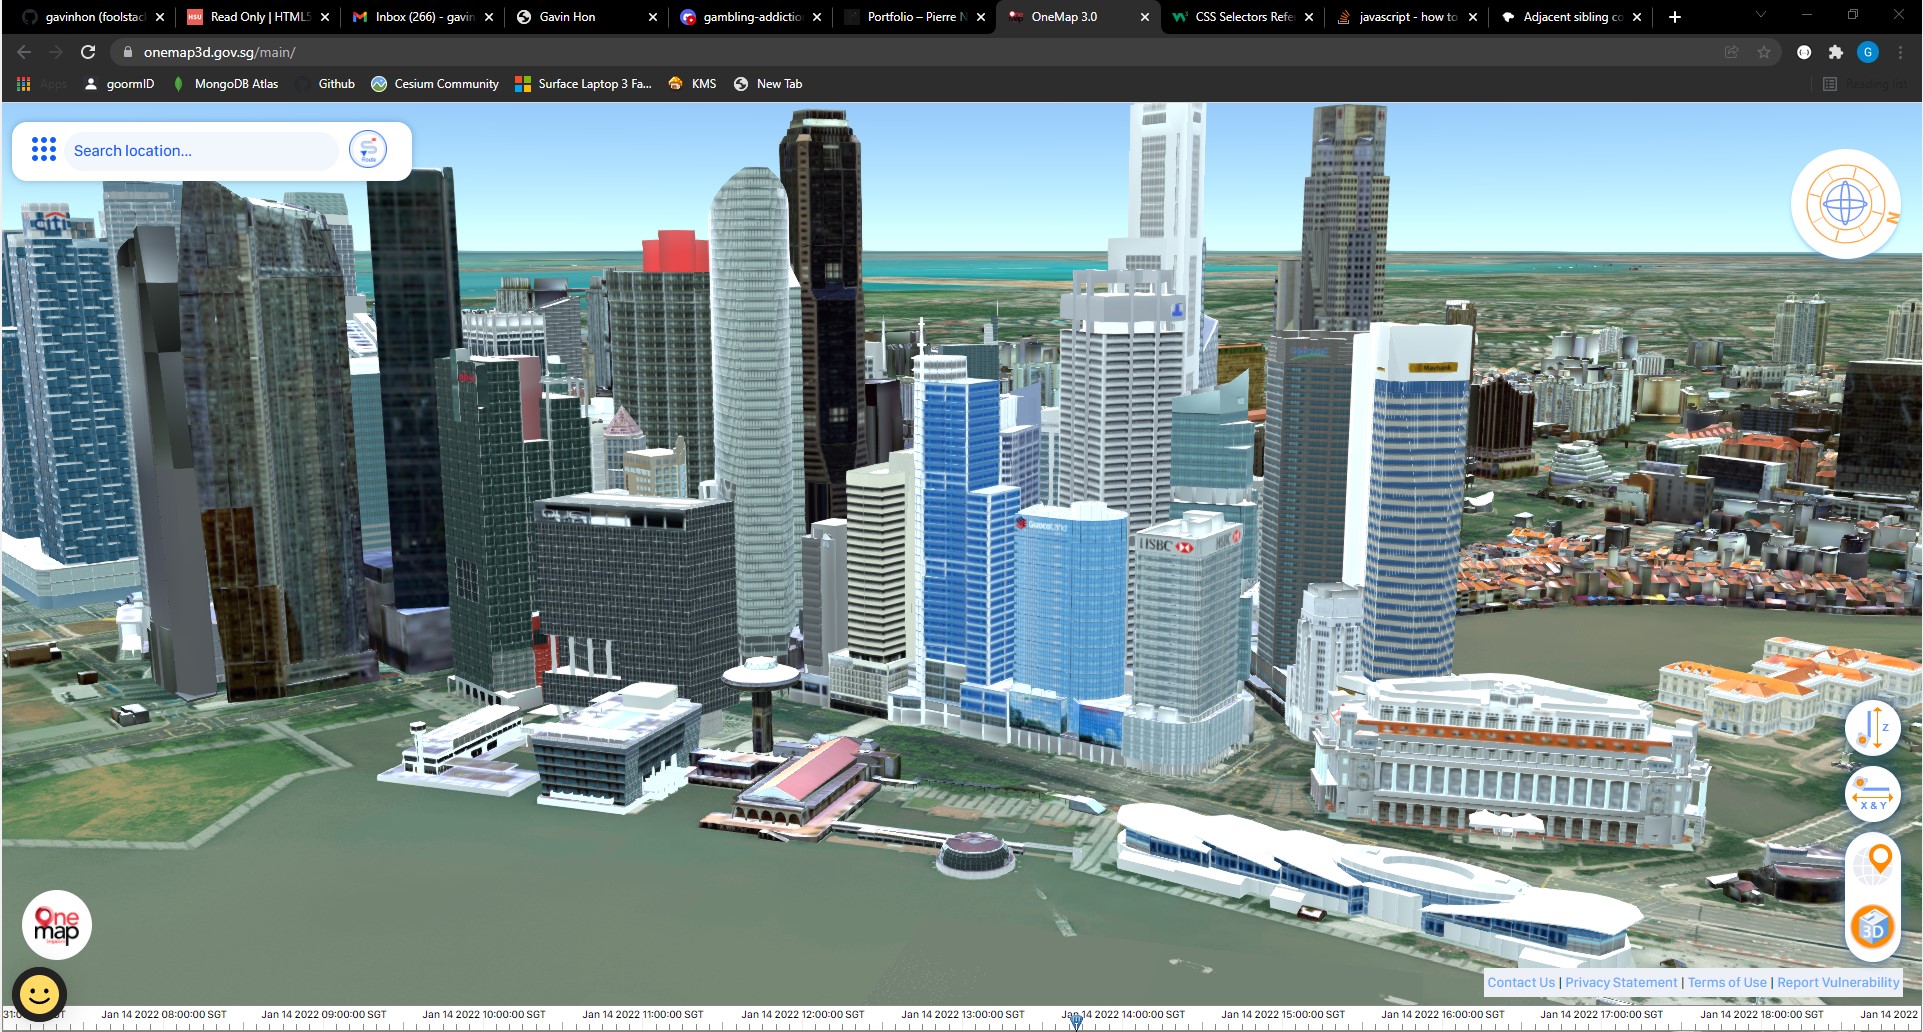 gavinhon (foolstac
Read Only | HTML5
Inbox (266) - gavin
Gavin Hon
gambling-addictio
Portfolio – Pierre N
OneMap 3.0
CSS Selectors Refe
javascript - how to
Adjacent sibling co
onemap3d.gov.sg/main/
Apps
goormID
MongoDB Atlas
Github
Cesium Community
Surface Laptop 3 Fa...
KMS
New Tab
Reading list
Search location...
Route
citi
N
Maybank
GuocoLand
HSBC
HSBC
Z
X & Y
One
map
3D
Contact Us | Privacy Statement | Terms of Use | Report Vulnerability
Jan 14 2022 08:00:00 SGT
Jan 14 2022 09:00:00 SGT
Jan 14 2022 10:00:00 SGT
Jan 14 2022 11:00:00 SGT
Jan 14 2022 12:00:00 SGT
Jan 14 2022 13:00:00 SGT
Jan 14 2022 14:00:00 SGT
Jan 14 2022 15:00:00 SGT
Jan 14 2022 16:00:00 SGT
Jan 14 2022 17:00:00 SGT
Jan 14 2022 18:00:00 SGT
Jan 14 2022